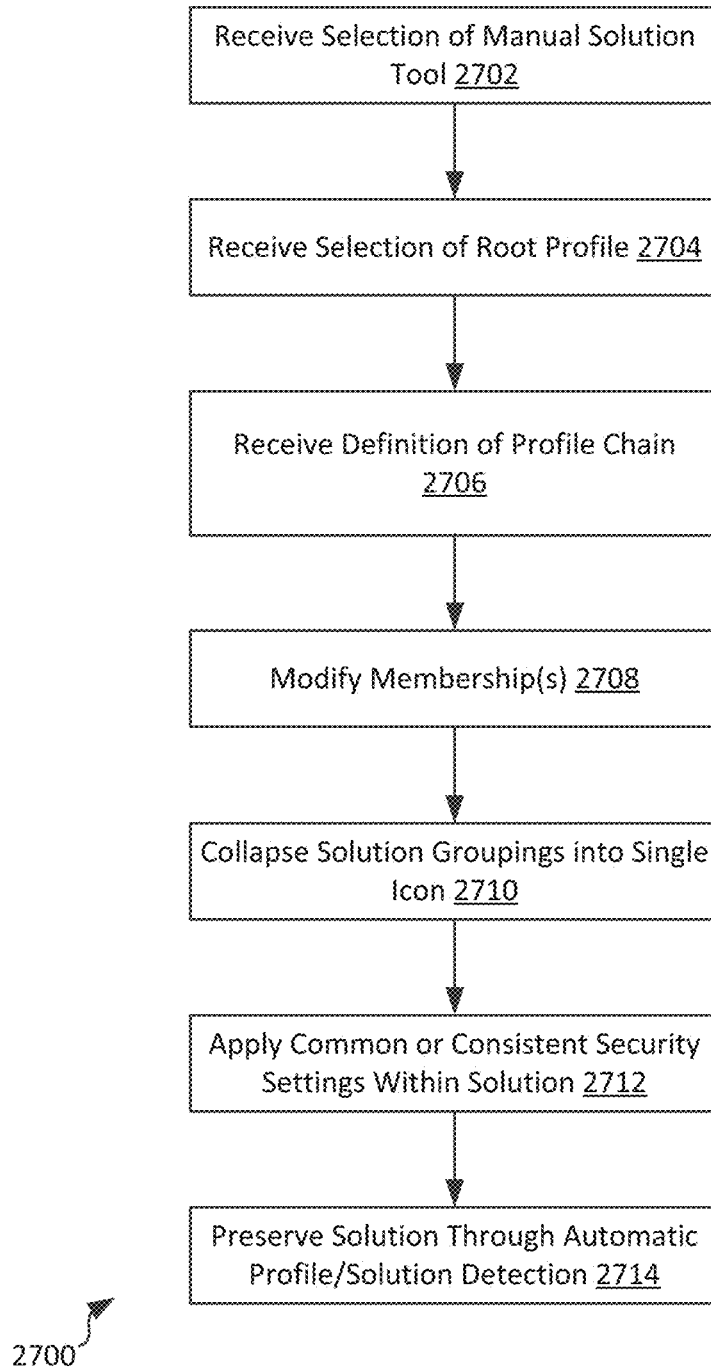 Receive Selection of Manual Solution
Tool 2702
Receive Selection of Root Profile 2704
Receive Definition of Profile Chain
2706
Modify Membership(s) 2708
Collapse Solution Groupings into Single
Icon 2710
Apply Common or Consistent Security
Settings Within Solution 2712
Preserve Solution Through Automatic
Profile/Solution Detection 2714
2700